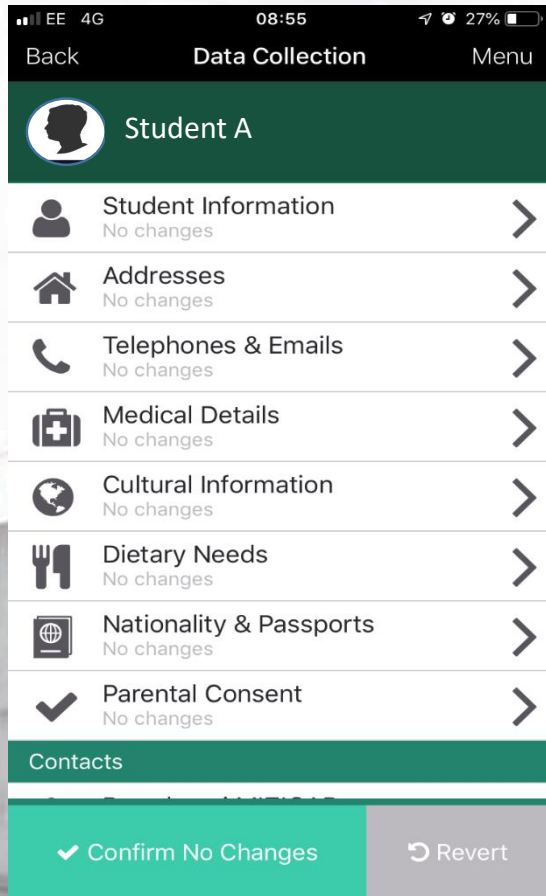 EE 4G 08:55 27%
Back Data Collection Menu
Student A
Student Information
No changes
Addresses
No changes
Telephones & Emails
No changes
Medical Details
No changes
Cultural Information
No changes
Dietary Needs
No changes
Nationality & Passports
No changes
Parental Consent
No changes
Contacts
Confirm No Changes Revert